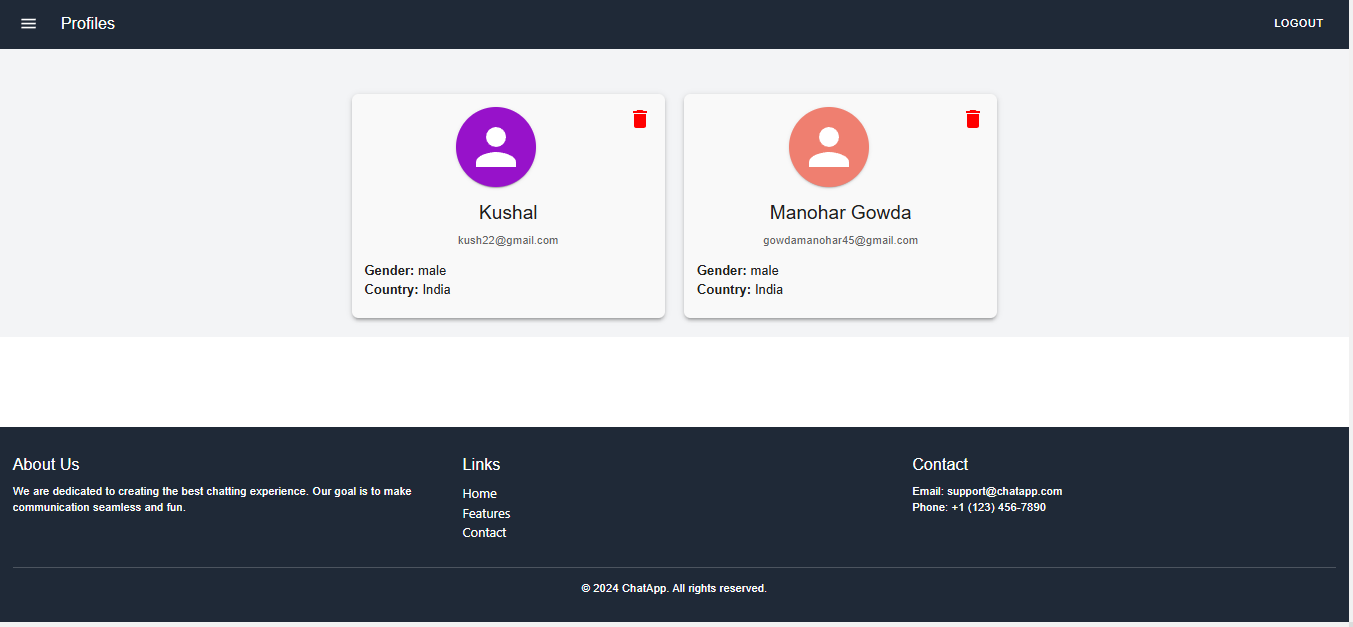 Profiles
LOGOUT
Kushal
kush22@gmail.com
Gender: male
Country: India
Manohar Gowda
gowdamanohar45@gmail.com
Gender: male
Country: India
About Us
We are dedicated to creating the best chatting experience. Our goal is to make
communication seamless and fun.
Links
Home
Features
Contact
Contact
Email: support@chatapp.com
Phone: +1 (123) 456-7890
© 2024 ChatApp. All rights reserved.